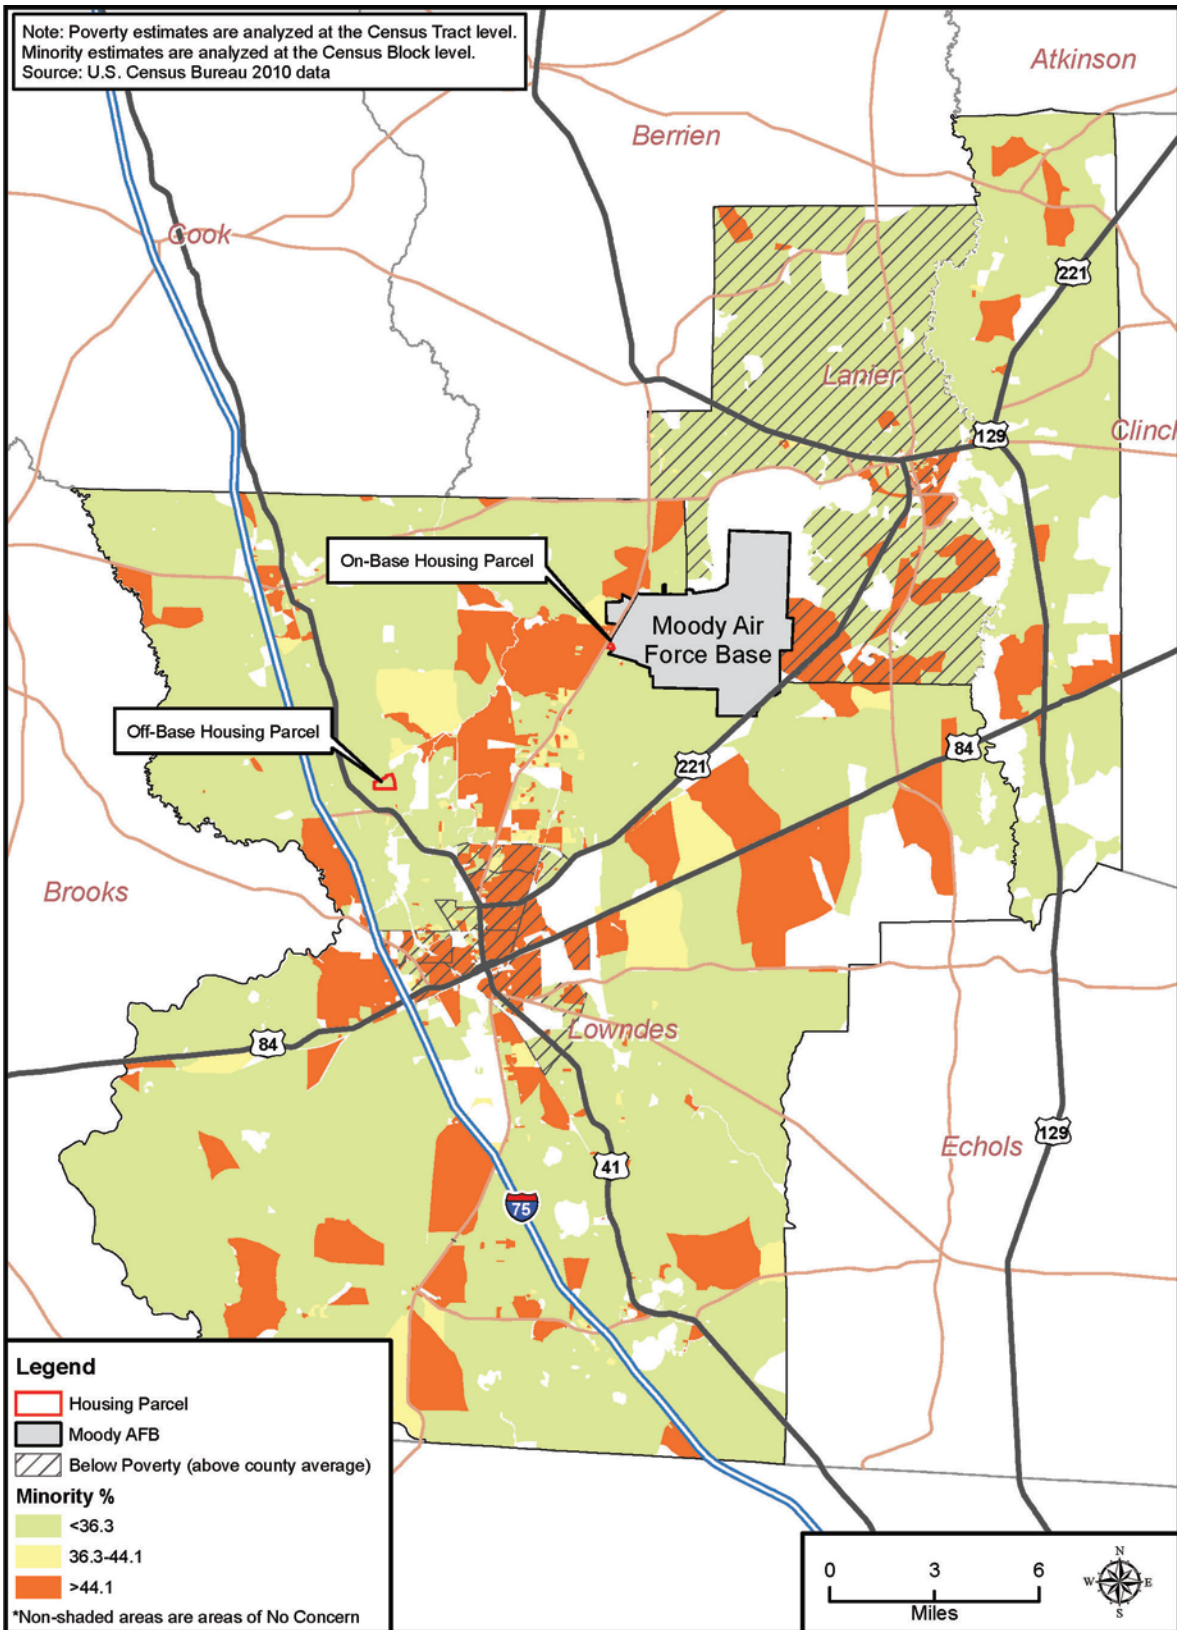 Note: Poverty estimates are analyzed at the Census Tract level.
Minority estimates are analyzed at the Census Block level.
Source: U.S. Census Bureau 2010 data
Atkinson
Berrien
Cook
221
Lanier
129
Clinch
On-Base Housing Parcel
Moody Air
Force Base
Off-Base Housing Parcel
221
84
Brooks
Lowndes
84
129
Echols
41
75
Legend
Housing Parcel
Moody AFB
Below Poverty (above county average)
Minority %
<36.3
36.3-44.1
>44.1
*Non-shaded areas are areas of No Concern
0 3 6
Miles
N
W E
S